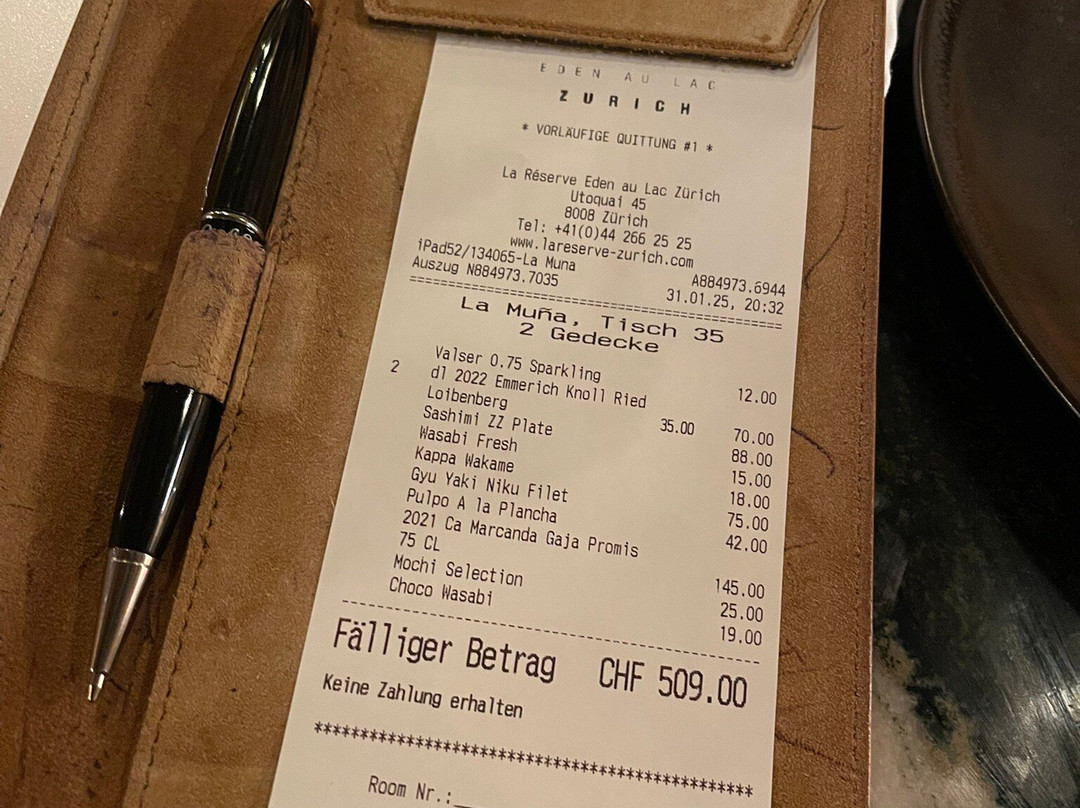 EDEN AU LAC
ZURICH
* VORLÄUFIGE QUITTUNG #1 *
La Réserve Eden au Lac Zürich
Utoquai 45
8008 Zürich
Tel: +41(0)44 266 25 25
www.lareserve-zurich.com
iPad52/134065-La Muna A884973.6944
Auszug N884973.7035 31.01.25, 20:32
================================================
La Muña, Tisch 35
2 Gedecke
Valser 0.75 Sparkling 12.00
2 dl 2022 Emmerich Knoll Ried
Loibenberg 35.00 70.00
Sashimi ZZ Plate 88.00
Wasabi Fresh 15.00
Kappa Wakame 18.00
Gyu Yaki Niku Filet 75.00
Pulpo A la Plancha 42.00
2021 Ca Marcanda Gaja Promis
75 CL 145.00
Mochi Selection 25.00
Choco Wasabi 19.00
------------------------------------------------
Fälliger Betrag CHF 509.00
Keine Zahlung erhalten
************************************************
Room Nr.:__